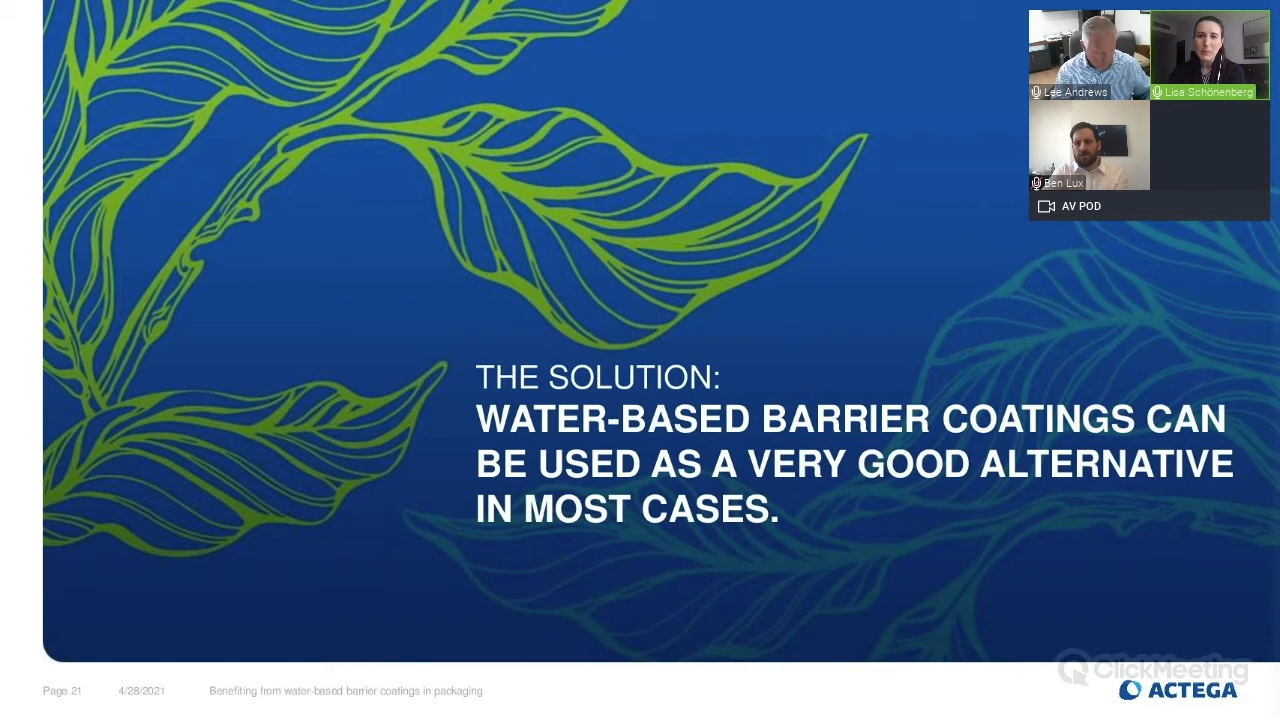 Lee Andrews
Lisa Schönenberg
Ben Lux
AV POD
THE SOLUTION:
WATER-BASED BARRIER COATINGS CAN
BE USED AS A VERY GOOD ALTERNATIVE
IN MOST CASES.
ClickMeeting
Page 21 4/28/2021 Benefiting from water-based barrier coatings in packaging
ACTEGA